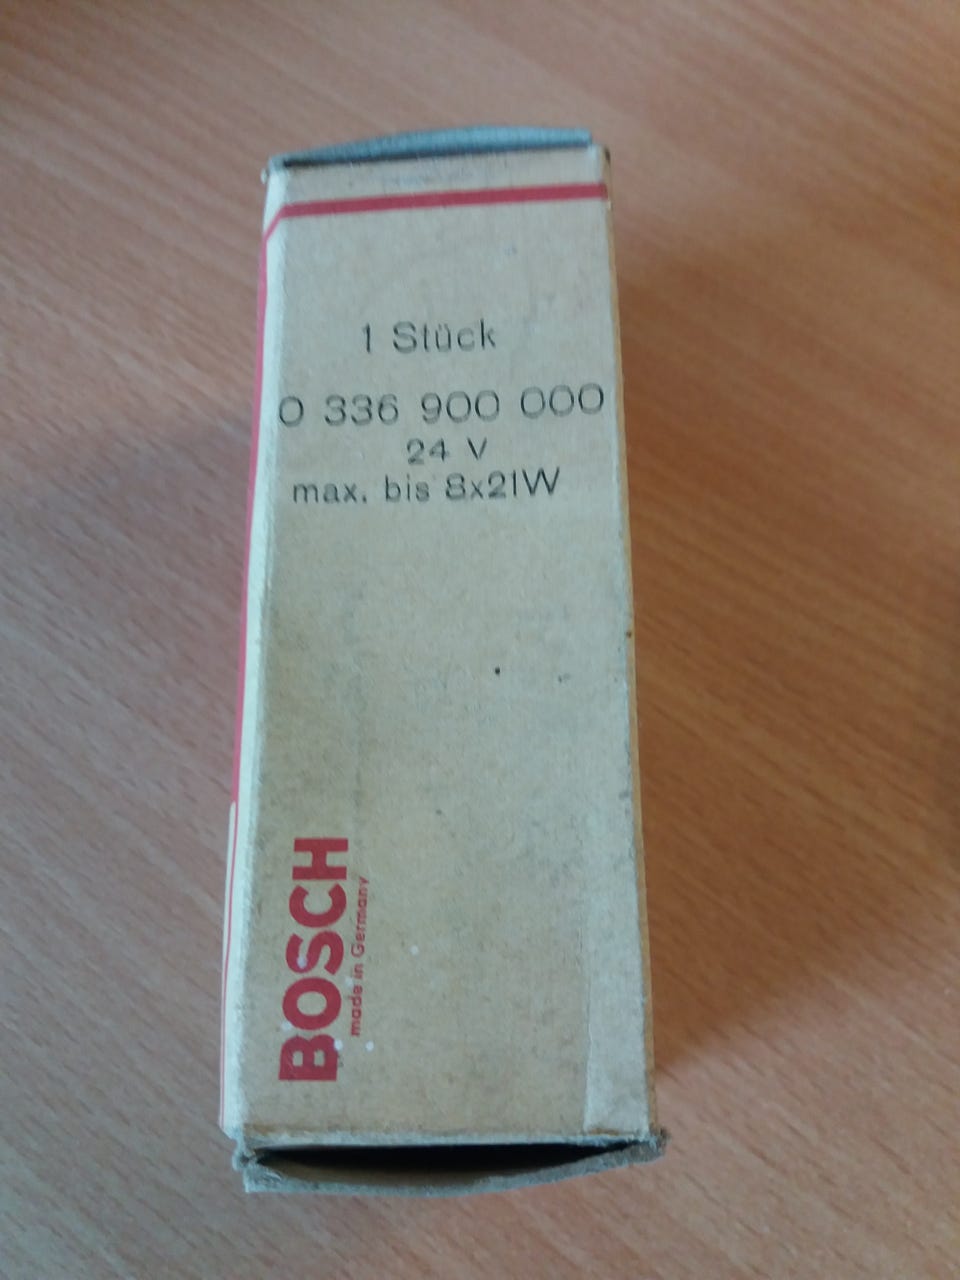 1 Stück
0 336 900 000
24 V
max. bis 8x21W
BOSCH
made in Germany